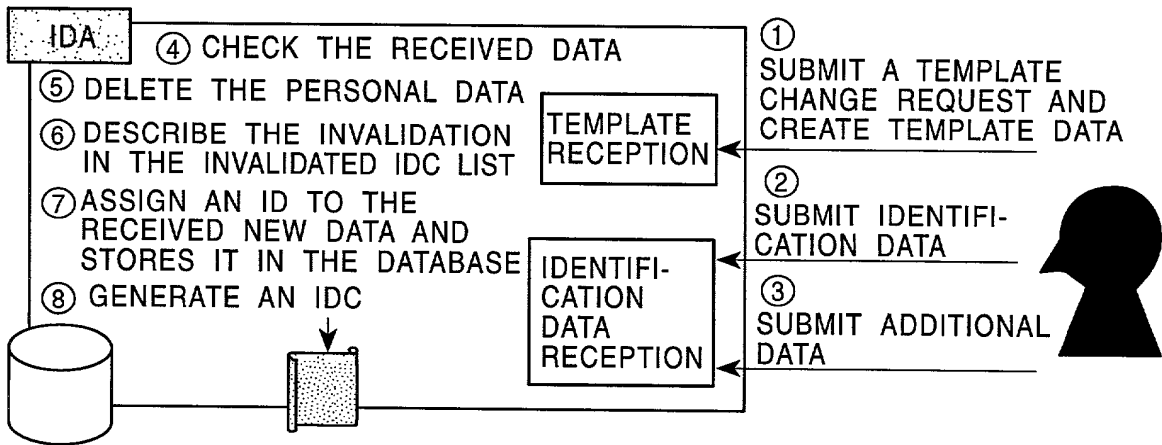 IDA
④ CHECK THE RECEIVED DATA
⑤ DELETE THE PERSONAL DATA
⑥ DESCRIBE THE INVALIDATION
IN THE INVALIDATED IDC LIST
⑦ ASSIGN AN ID TO THE
RECEIVED NEW DATA AND
STORES IT IN THE DATABASE
⑧ GENERATE AN IDC
TEMPLATE
RECEPTION
IDENTIFI-
CATION
DATA
RECEPTION
①
SUBMIT A TEMPLATE
CHANGE REQUEST AND
CREATE TEMPLATE DATA
②
SUBMIT IDENTIFI-
CATION DATA
③
SUBMIT ADDITIONAL
DATA